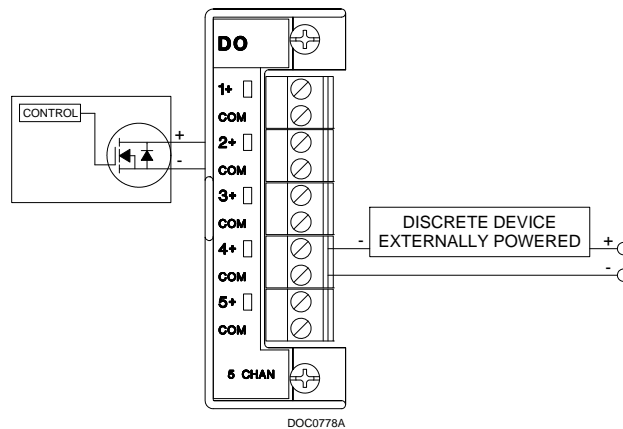 DO
1+
COM
2+
COM
3+
COM
4+
COM
5+
COM
5 CHAN
CONTROL
+
-
-
DISCRETE DEVICE
EXTERNALLY POWERED
+
-
DOC0778A